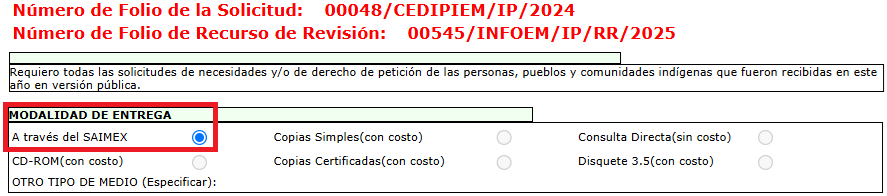 Número de Folio de la Solicitud: 00048/CEDIPIEM/IP/2024
Número de Folio de Recurso de Revisión: 00545/INFOEM/IP/RR/2025
Requiero todas las solicitudes de necesidades y/o de derecho de petición de las personas, pueblos y comunidades indígenas que fueron recibidas en este
año en versión pública.
MODALIDAD DE ENTREGA
A través del SAIMEX Copias Simples(con costo) Consulta Directa(sin costo)
CD-ROM(con costo) Copias Certificadas(con costo) Disquete 3.5(con costo)
OTRO TIPO DE MEDIO (Especificar):